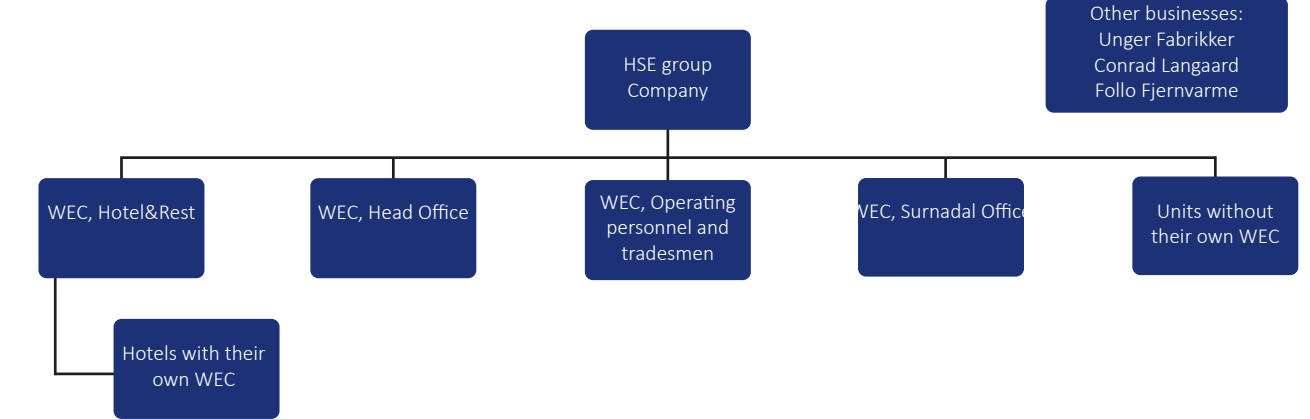 Other businesses:
Unger Fabrikker
Conrad Langaard
Follo Fjernvarme
HSE group
Company
WEC, Hotel&Rest
WEC, Head Office
WEC, Operating
personnel and
tradesmen
WEC, Surnadal Office
Units without
their own WEC
Hotels with their
own WEC